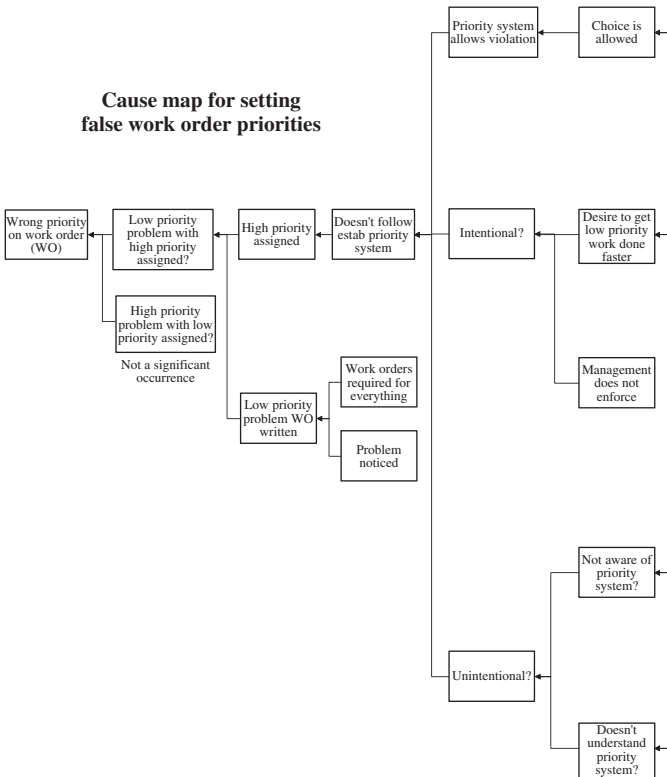 Priority system
allows violation
Choice is
allowed
Cause map for setting
false work order priorities
Wrong priority
on work order
(WO)
Low priority
problem with
high priority
assigned?
High priority
assigned
Doesn't follow
estab priority
system
Intentional?
Desire to get
low priority
work done
faster
High priority
problem with low
priority assigned?
Not a significant
occurrence
Work orders
required for
everything
Management
does not
enforce
Low priority
problem WO
written
Problem
noticed
Not aware of
priority
system?
Unintentional?
Doesn't
understand
priority
system?